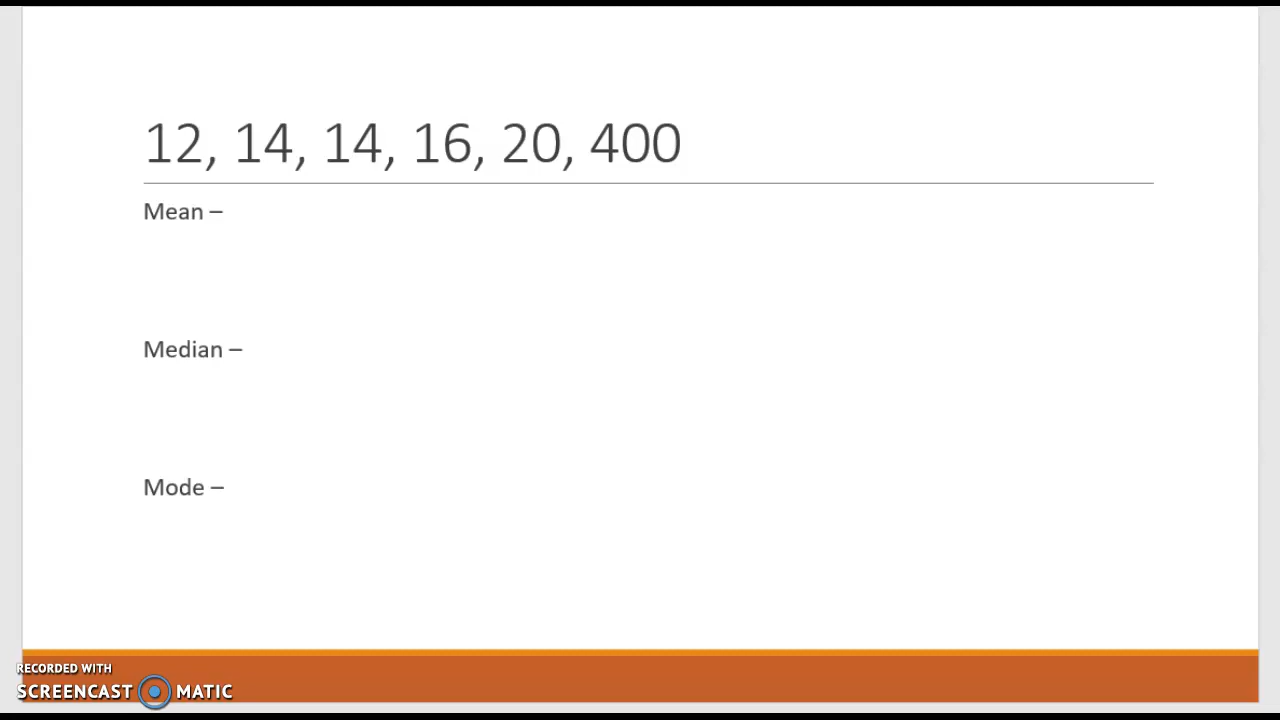 12, 14, 14, 16, 20, 400
Mean –
Median –
Mode –
RECORDED WITH
SCREENCAST MATIC